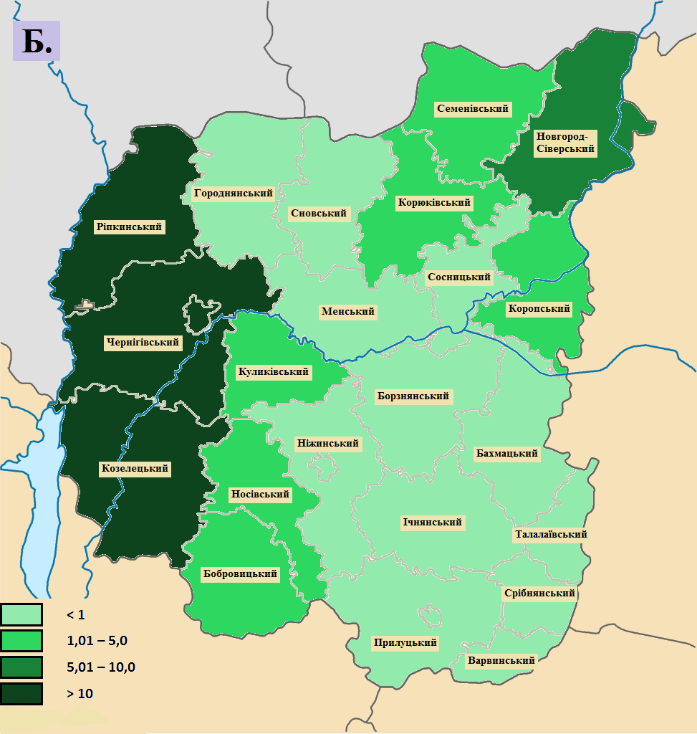 Б.
Семенівський
Новгород-
Сіверський
Городнянський
Корюківський
Сновський
Ріпкинський
Сосницький
Менський
Коропський
Чернігівський
Куликівський
Борзнянський
Ніжинський
Бахмацький
Козелецький
Носівський
Ічнянський
Талалаївський
Бобровицький
Срібнянський
Прилуцький
Варвинський
< 1
1,01 – 5,0
5,01 – 10,0
> 10